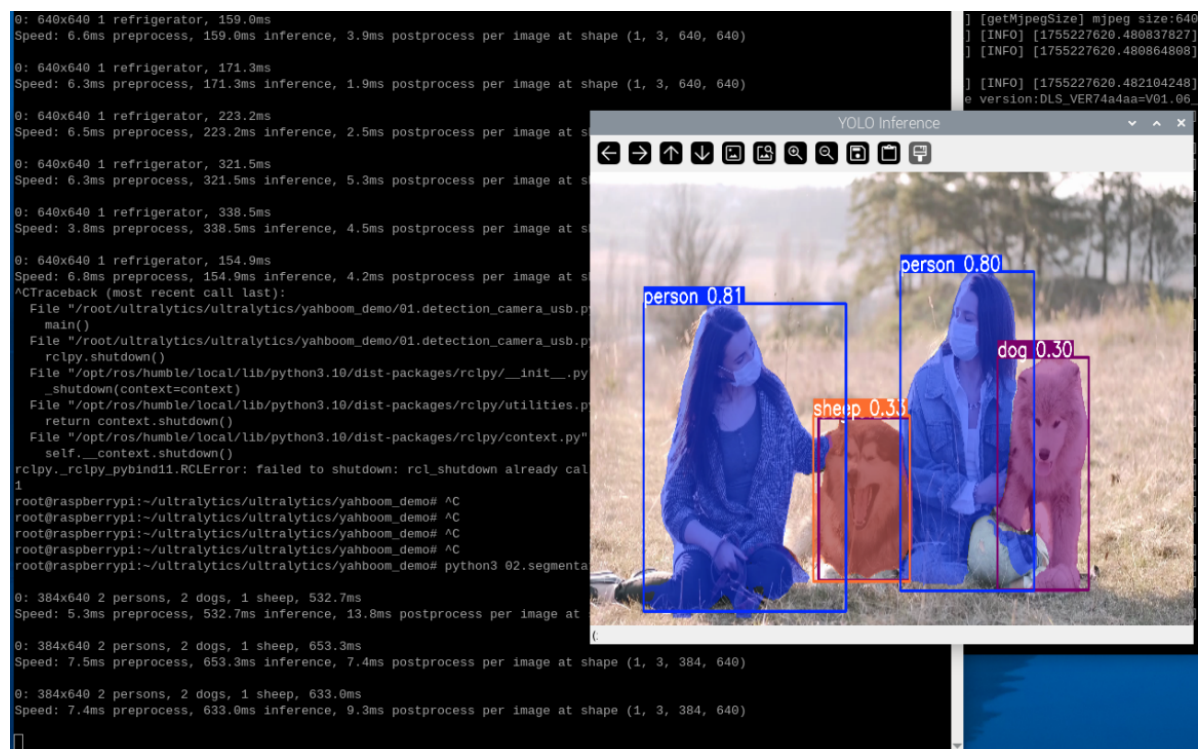 0: 640x640 1 refrigerator, 159.0ms
Speed: 6.6ms preprocess, 159.0ms inference, 3.9ms postprocess per image at shape (1, 3, 640, 640)
0: 640x640 1 refrigerator, 171.3ms
Speed: 6.3ms preprocess, 171.3ms inference, 1.9ms postprocess per image at shape (1, 3, 640, 640)
0: 640x640 1 refrigerator, 223.2ms
Speed: 6.5ms preprocess, 223.2ms inference, 2.5ms postprocess per image at s
0: 640x640 1 refrigerator, 321.5ms
Speed: 6.3ms preprocess, 321.5ms inference, 5.3ms postprocess per image at s
0: 640x640 1 refrigerator, 338.5ms
Speed: 3.8ms preprocess, 338.5ms inference, 4.5ms postprocess per image at s
0: 640x640 1 refrigerator, 154.9ms
Speed: 6.8ms preprocess, 154.9ms inference, 4.2ms postprocess per image at s
^CTraceback (most recent call last):
File "/root/ultralytics/ultralytics/yahboom_demo/01.detection_camera_usb.p
main()
File "/root/ultralytics/ultralytics/yahboom_demo/01.detection_camera_usb.p
rclpy.shutdown()
File "/opt/ros/humble/local/lib/python3.10/dist-packages/rclpy/__init__.py
_shutdown(context=context)
File "/opt/ros/humble/local/lib/python3.10/dist-packages/rclpy/utilities.p
return context.shutdown()
File "/opt/ros/humble/local/lib/python3.10/dist-packages/rclpy/context.py"
self.__context.shutdown()
rclpy._rclpy_pybind11.RCLError: failed to shutdown: rcl_shutdown already cal
1
root@raspberrypi:~/ultralytics/ultralytics/yahboom_demo# ^C
root@raspberrypi:~/ultralytics/ultralytics/yahboom_demo# ^C
root@raspberrypi:~/ultralytics/ultralytics/yahboom_demo# ^C
root@raspberrypi:~/ultralytics/ultralytics/yahboom_demo# ^C
root@raspberrypi:~/ultralytics/ultralytics/yahboom_demo# python3 02.segmenta
0: 384x640 2 persons, 2 dogs, 1 sheep, 532.7ms
Speed: 5.3ms preprocess, 532.7ms inference, 13.8ms postprocess per image at
0: 384x640 2 persons, 2 dogs, 1 sheep, 653.3ms
Speed: 7.5ms preprocess, 653.3ms inference, 7.4ms postprocess per image at shape (1, 3, 384, 640)
0: 384x640 2 persons, 2 dogs, 1 sheep, 633.0ms
Speed: 7.4ms preprocess, 633.0ms inference, 9.3ms postprocess per image at shape (1, 3, 384, 640)
] [getMjpegSize] mjpeg size:640
] [INFO] [1755227620.480837827]
] [INFO] [1755227620.480864808]
] [INFO] [1755227620.482104248]
e version:DLS_VER74a4aa=V01.06_
YOLO Inference
person 0.81
person 0.80
dog 0.30
sheep 0.33
(: